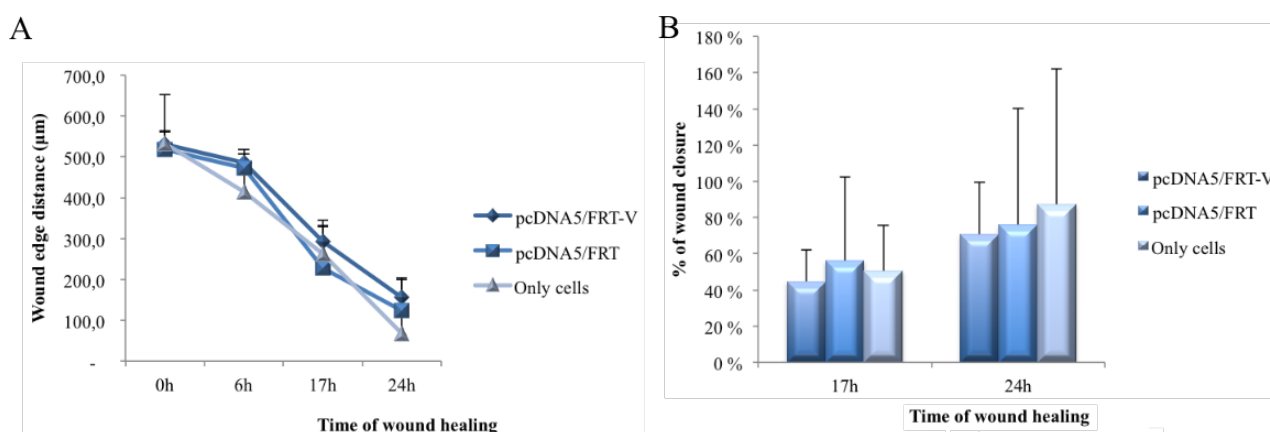 A
700,0
600,0
500,0
400,0
300,0
200,0
100,0
-
Wound edge distance (µm)
0h 6h 17h 24h
Time of wound healing
pcDNA5/FRT-V
pcDNA5/FRT
Only cells
B
180 %
160 %
140 %
120 %
100 %
80 %
60 %
40 %
20 %
0 %
% of wound closure
17h 24h
Time of wound healing
pcDNA5/FRT-V
pcDNA5/FRT
Only cells